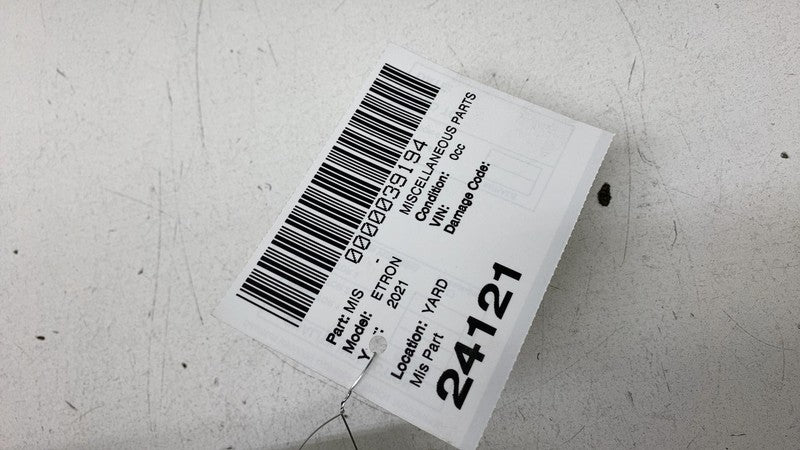 0000039194
Part: MIS - MISCELLANEOUS PARTS
Model: ETRON Condition: 0cc
Y 2021 VIN:
Damage Code:
Location: YARD
Mis Part
24121